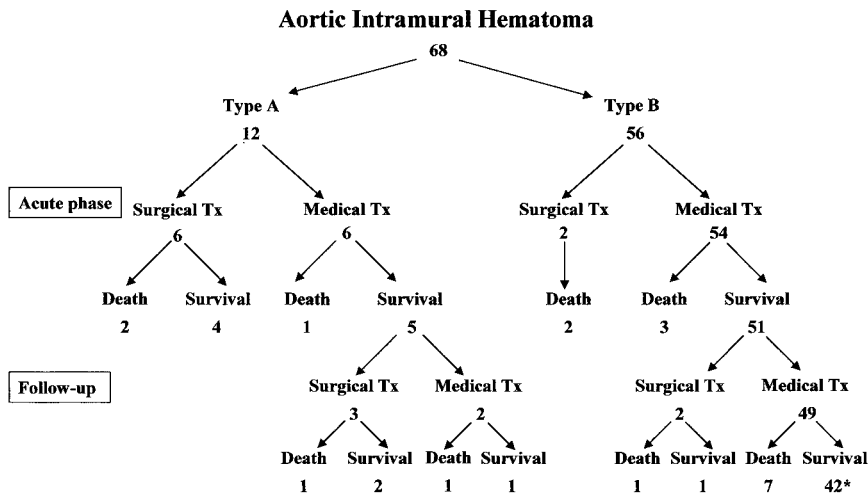 Aortic Intramural Hematoma
68
Type A Type B
12 56
Acute phase Surgical Tx Medical Tx Surgical Tx Medical Tx
6 6 2 54
Death Survival Death Survival Death Death Survival
2 4 1 5 2 3 51
Follow-up Surgical Tx Medical Tx Surgical Tx Medical Tx
3 2 2 49
Death Survival Death Survival Death Survival Death Survival
1 2 1 1 1 1 7 42*